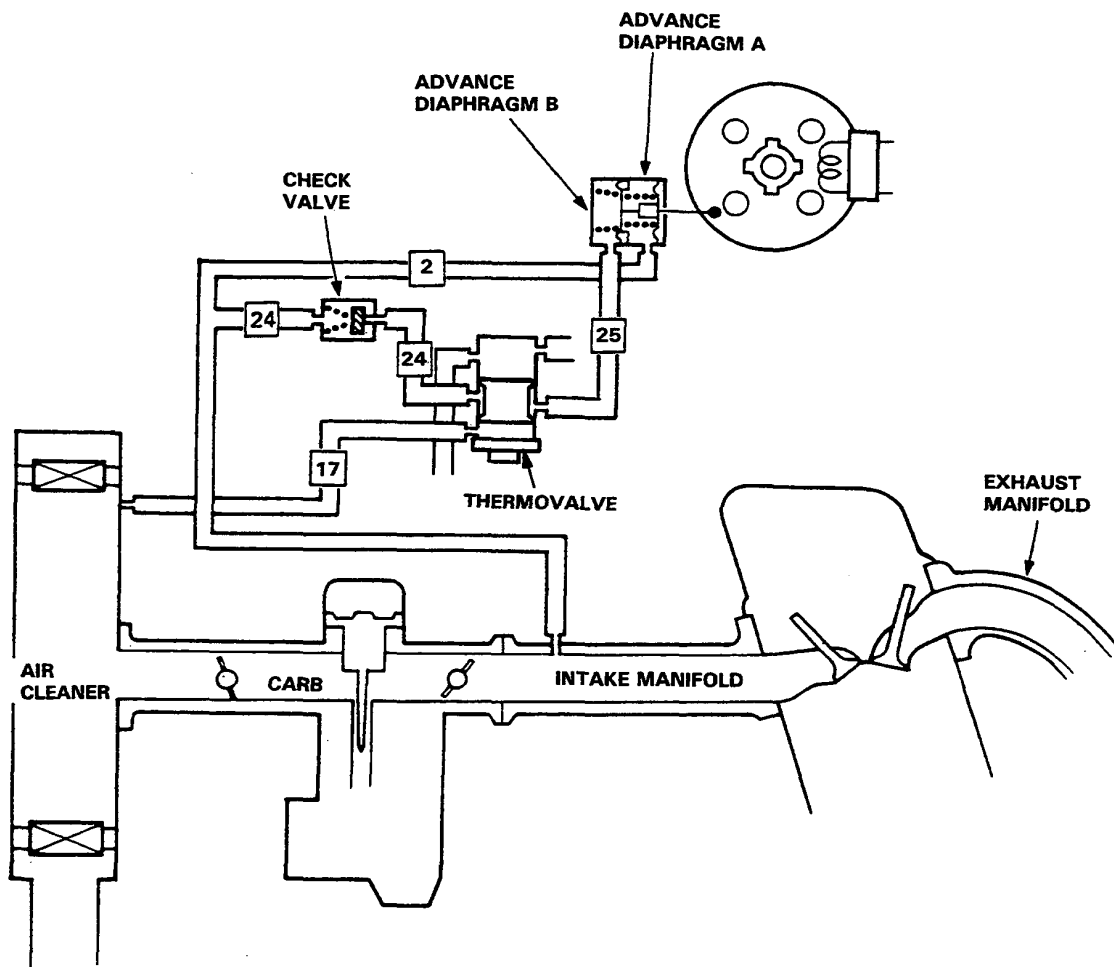 ADVANCE
DIAPHRAGM A
ADVANCE
DIAPHRAGM B
CHECK
VALVE
2
24
24
25
17
THERMOVALVE
EXHAUST
MANIFOLD
AIR
CLEANER
CARB
INTAKE MANIFOLD